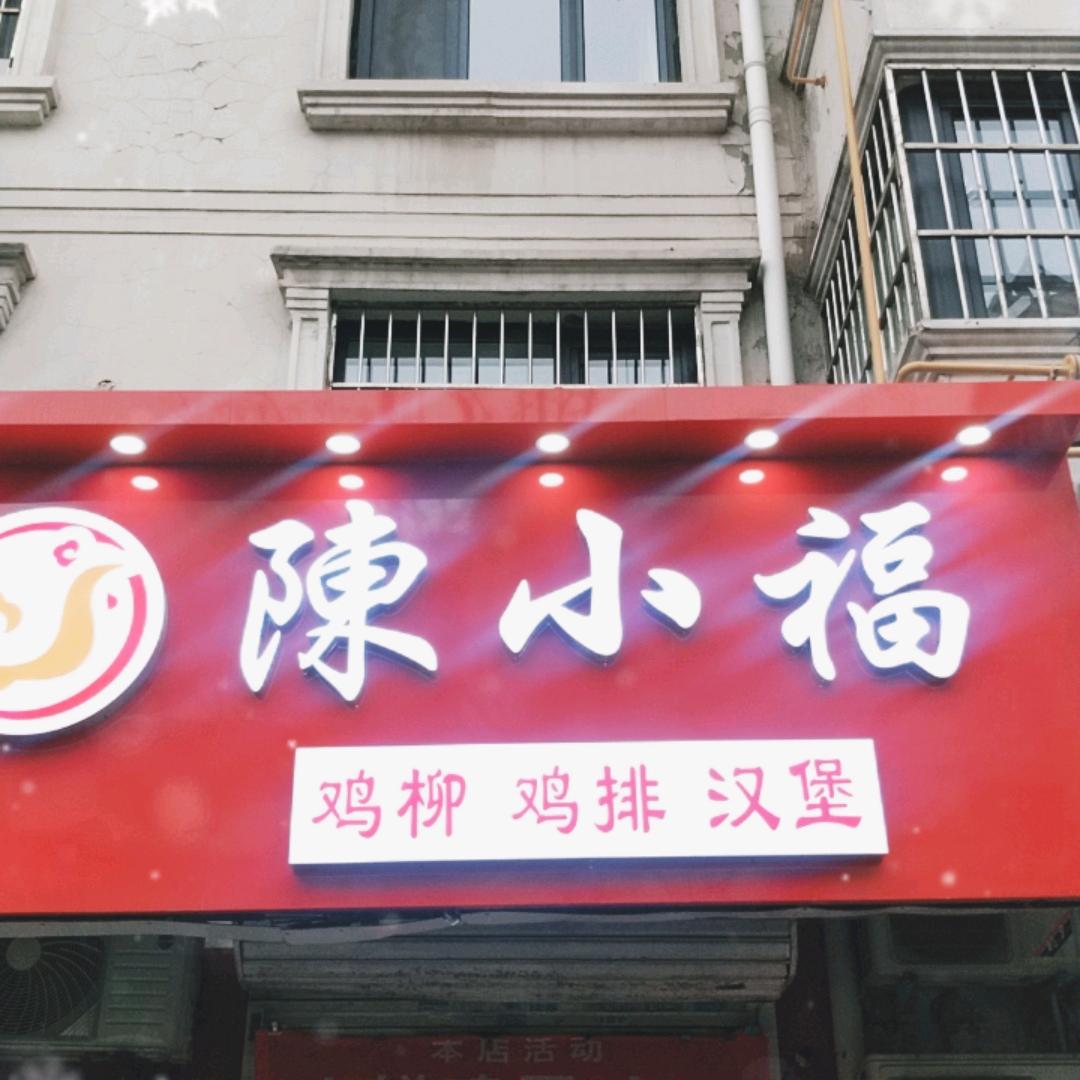 陳小福
鸡柳 鸡排 汉堡
本店活动